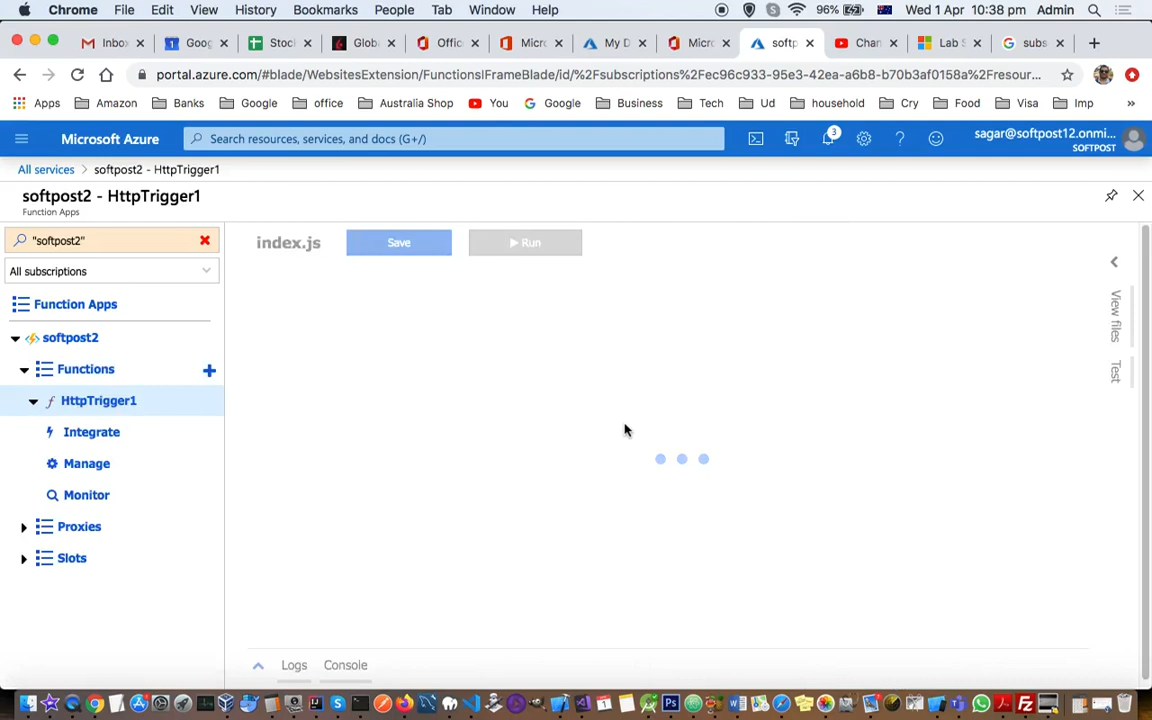 Chrome File Edit View History Bookmarks People Tab Window Help 96% Wed 1 Apr 10:38 pm Admin
Inbo Goog Stoc Globa Offic Micr My D Micro softp Chan Lab S subs
portal.azure.com/#blade/WebsitesExtension/FunctionsIFrameBlade/id/%2Fsubscriptions%2Fec96c933-95e3-42ea-a6b8-b70b3af0158a%2Fresour...
Apps Amazon Banks Google office Australia Shop You Google Business Tech Ud household Cry Food Visa Imp »
Microsoft Azure Search resources, services, and docs (G+/) 3 sagar@softpost12.onmi...
SOFTPOST
All services > softpost2 - HttpTrigger1
softpost2 - HttpTrigger1
Function Apps
"softpost2"
index.js Save Run
All subscriptions
Function Apps
View files
softpost2
Functions
Test
HttpTrigger1
Integrate
Manage
Monitor
Proxies
Slots
Logs Console